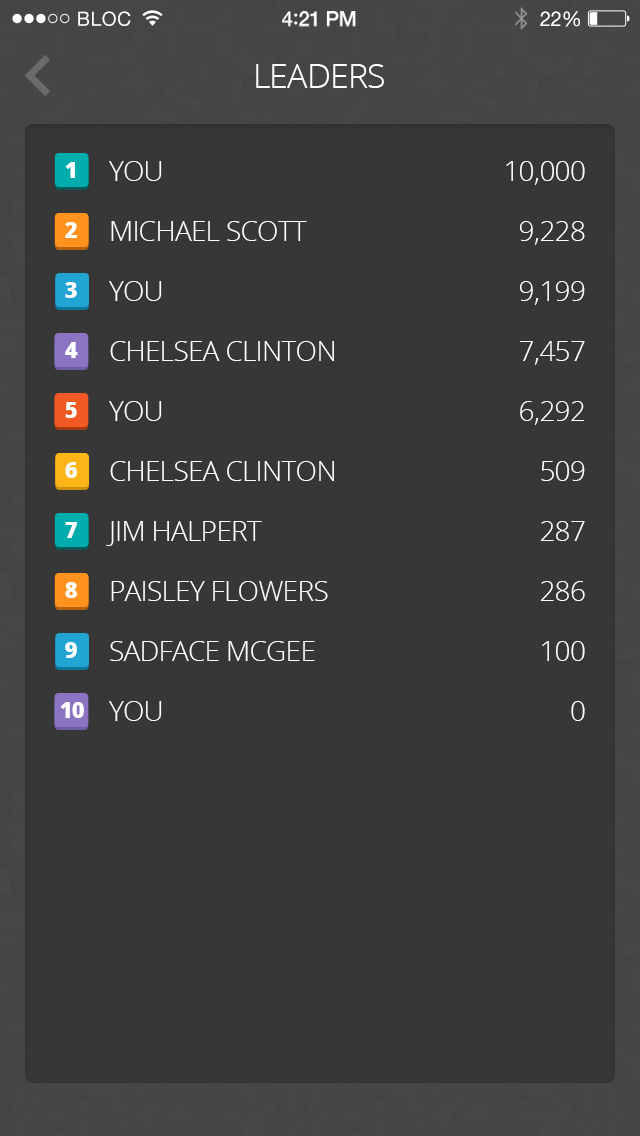 BLOC 4:21 PM 22%
LEADERS
1 YOU 10,000
2 MICHAEL SCOTT 9,228
3 YOU 9,199
4 CHELSEA CLINTON 7,457
5 YOU 6,292
6 CHELSEA CLINTON 509
7 JIM HALPERT 287
8 PAISLEY FLOWERS 286
9 SADFACE MCGEE 100
10 YOU 0